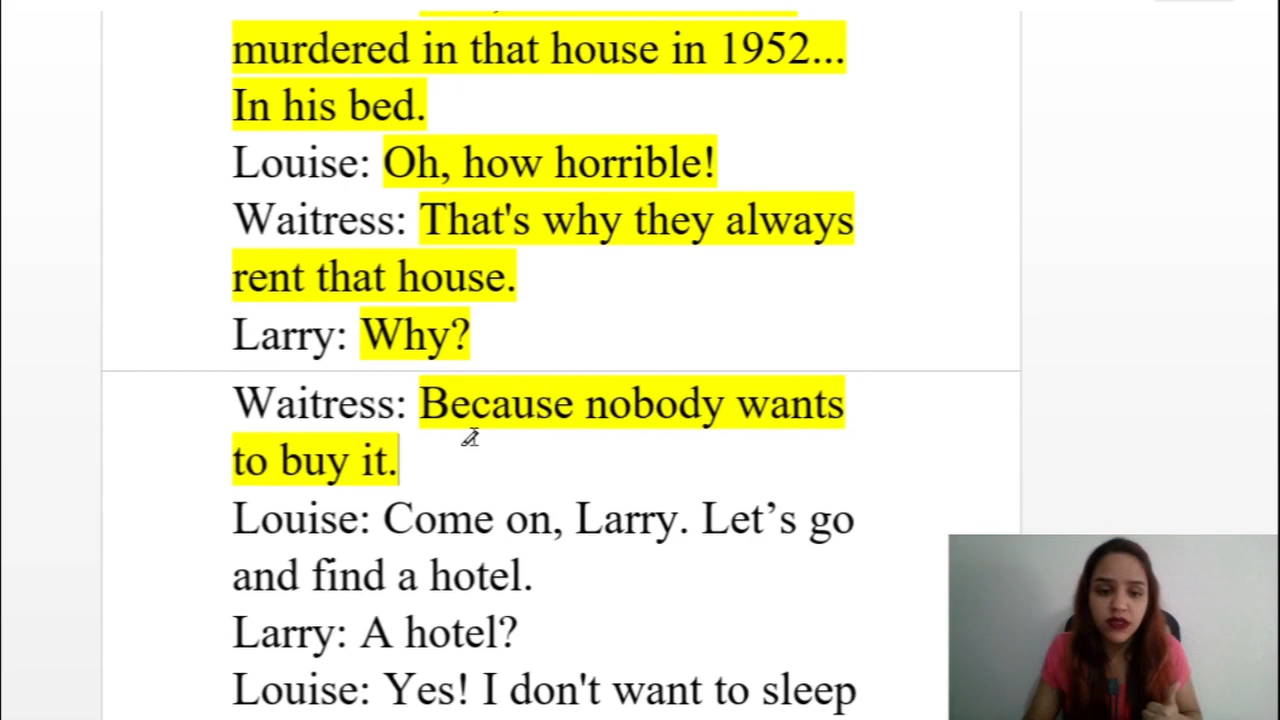 murdered in that house in 1952...
In his bed.
Louise: Oh, how horrible!
Waitress: That's why they always
rent that house.
Larry: Why?
Waitress: Because nobody wants
to buy it.
Louise: Come on, Larry. Let’s go
and find a hotel.
Larry: A hotel?
Louise: Yes! I don't want to sleep